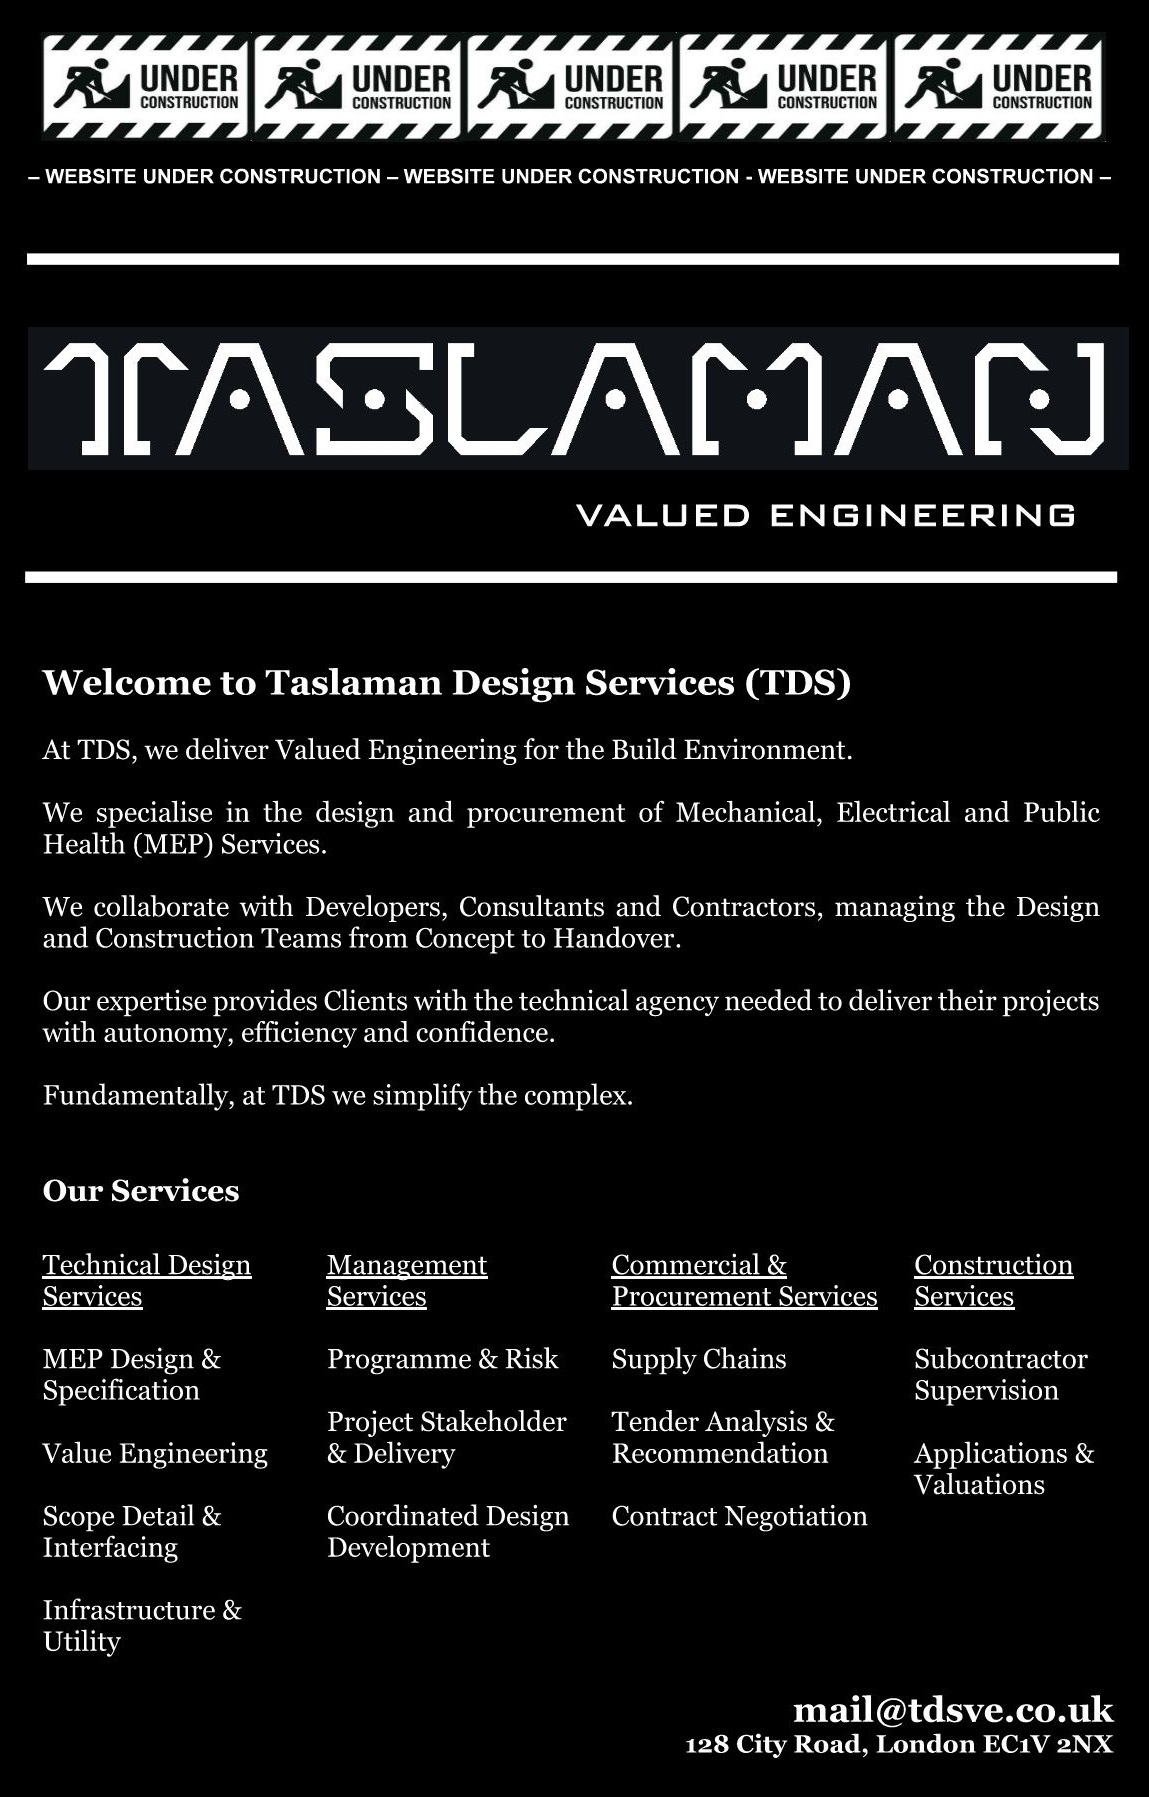 UNDER CONSTRUCTION UNDER CONSTRUCTION UNDER CONSTRUCTION UNDER CONSTRUCTION UNDER CONSTRUCTION
– WEBSITE UNDER CONSTRUCTION – WEBSITE UNDER CONSTRUCTION - WEBSITE UNDER CONSTRUCTION –
TASLAMAN
VALUED ENGINEERING
Welcome to Taslaman Design Services (TDS)
At TDS, we deliver Valued Engineering for the Build Environment.
We specialise in the design and procurement of Mechanical, Electrical and Public
Health (MEP) Services.
We collaborate with Developers, Consultants and Contractors, managing the Design
and Construction Teams from Concept to Handover.
Our expertise provides Clients with the technical agency needed to deliver their projects
with autonomy, efficiency and confidence.
Fundamentally, at TDS we simplify the complex.
Our Services
Technical Design
Services
MEP Design &
Specification
Value Engineering
Scope Detail &
Interfacing
Infrastructure &
Utility
Management
Services
Programme & Risk
Project Stakeholder
& Delivery
Coordinated Design
Development
Commercial &
Procurement Services
Supply Chains
Tender Analysis &
Recommendation
Contract Negotiation
Construction
Services
Subcontractor
Supervision
Applications &
Valuations
mail@tdsve.co.uk
128 City Road, London EC1V 2NX